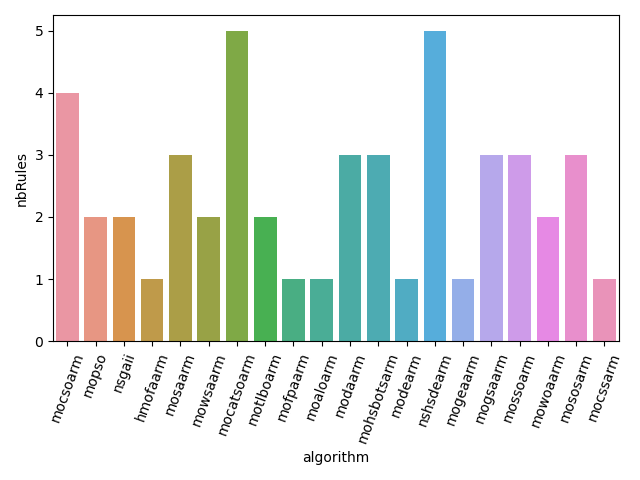 nbRules
5
4
3
2
1
0
mocsoarm
mopso
nsgaii
hmofaarm
mosaarm
mowsaarm
mocatsoarm
motlboarm
mofpaarm
moaloarm
modaarm
mohsbotsarm
modearm
nshsdearm
mogeaarm
mogsaarm
mossoarm
mowoaarm
mososarm
mocssarm
algorithm